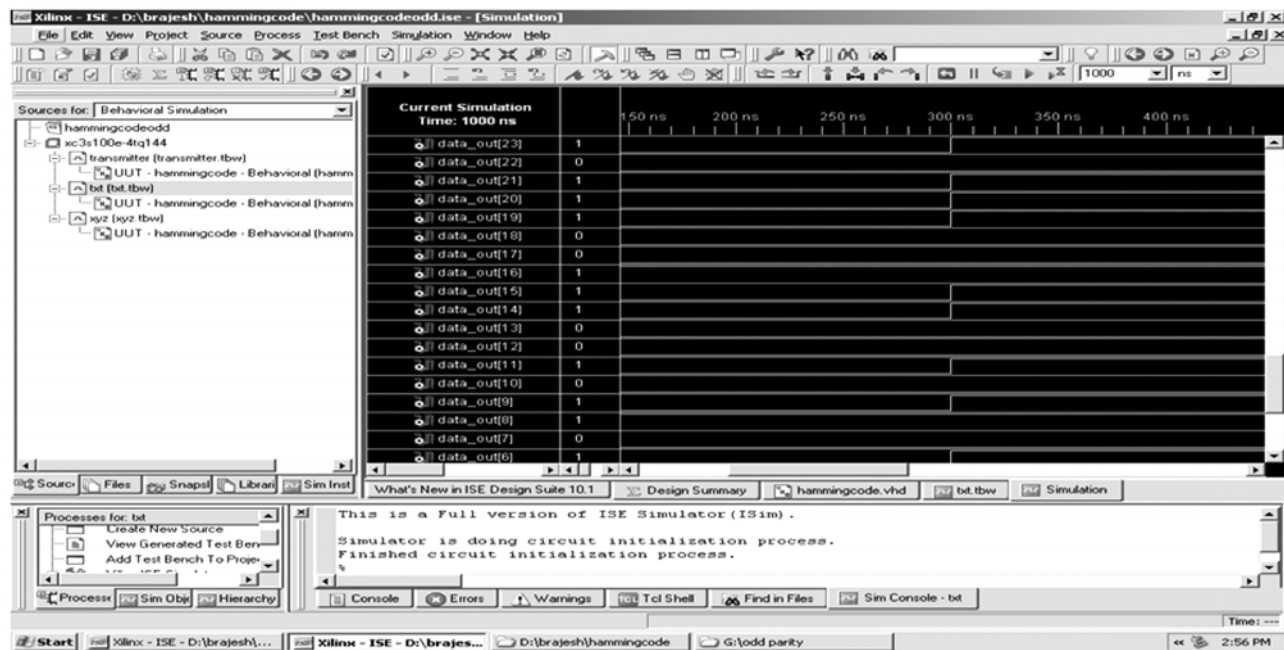 Xilinx - ISE - D:\brajesh\hammingcode\hammingcodeodd.ise - [Simulation]
File Edit View Project Source Process Test Bench Simulation Window Help
1000 ns
Sources for: Behavioral Simulation
hammingcodeodd
xc3s100e-4tq144
transmitter (transmitter.tbw)
UUT - hammingcode - Behavioral (hamm
txt (txt.tbw)
UUT - hammingcode - Behavioral (hamm
xyz (xyz.tbw)
UUT - hammingcode - Behavioral (hamm
Sourc Files Snapsl Librari Sim Inst
Current Simulation
Time: 1000 ns
150 ns 200 ns 250 ns 300 ns 350 ns 400 ns
data_out[23] 1
data_out[22] 0
data_out[21] 1
data_out[20] 1
data_out[19] 1
data_out[18] 0
data_out[17] 0
data_out[16] 1
data_out[15] 1
data_out[14] 1
data_out[13] 0
data_out[12] 0
data_out[11] 1
data_out[10] 0
data_out[9] 1
data_out[8] 1
data_out[7] 0
data_out[6] 1
What's New in ISE Design Suite 10.1 Design Summary hammingcode.vhd txt.tbw Simulation
Processes for: txt
Create New Source
View Generated Test Ben
Add Test Bench To Proje
Processe Sim Obje Hierarchy
This is a Full version of ISE Simulator(ISim).
Simulator is doing circuit initialization process.
Finished circuit initialization process.
%
Console Errors Warnings Tcl Shell Find in Files Sim Console - txt
Time: ---
Start Xilinx - ISE - D:\brajesh\... Xilinx - ISE - D:\brajes... D:\brajesh\hammingcode G:\odd parity 2:56 PM